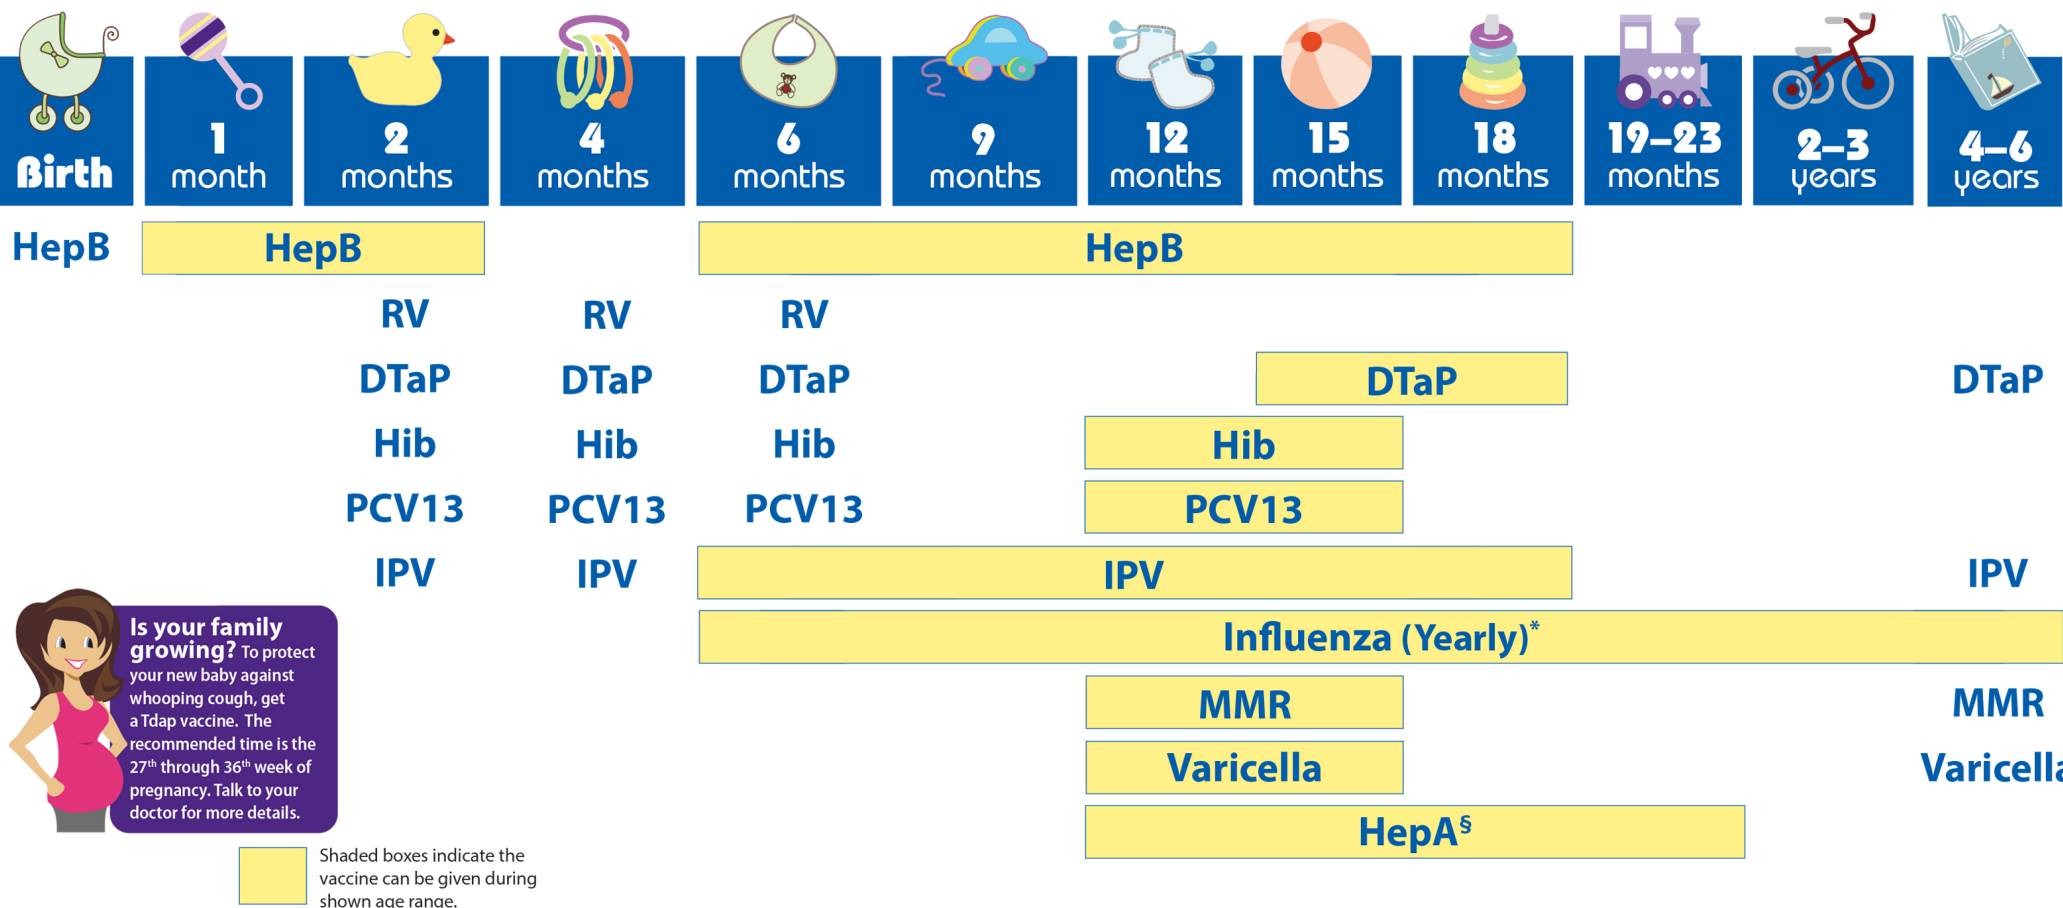 Birth
1
month
2
months
4
months
6
months
9
months
12
months
15
months
18
months
19–23
months
2–3
years
4–6
years
HepB HepB HepB
RV RV RV
DTaP DTaP DTaP DTaP DTaP
Hib Hib Hib Hib
PCV13 PCV13 PCV13 PCV13
IPV IPV IPV IPV
Influenza (Yearly)*
MMR MMR
Varicella Varicella
HepA§
Is your family
growing? To protect
your new baby against
whooping cough, get
a Tdap vaccine. The
recommended time is the
27th through 36th week of
pregnancy. Talk to your
doctor for more details.
Shaded boxes indicate the
vaccine can be given during
shown age range.